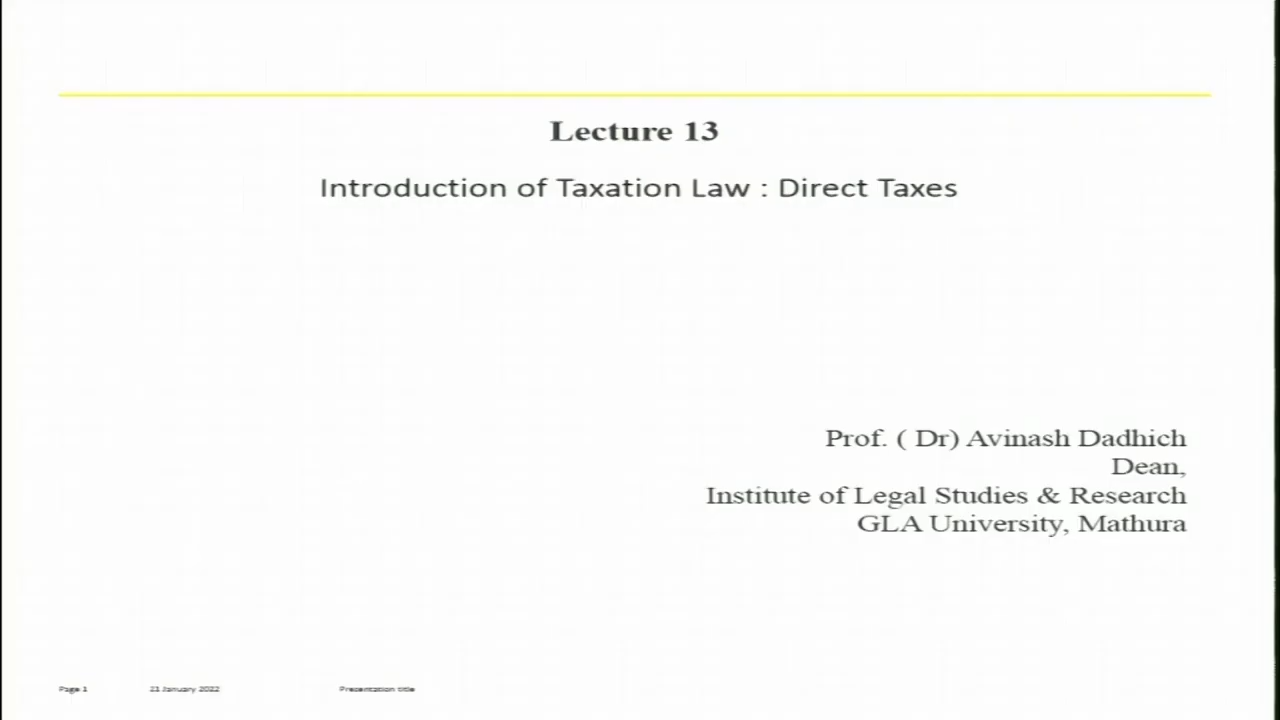 Lecture 13
Introduction of Taxation Law : Direct Taxes
Prof. ( Dr) Avinash Dadhich
Dean,
Institute of Legal Studies & Research
GLA University, Mathura
Page 1 21 January 2022 Presentation title